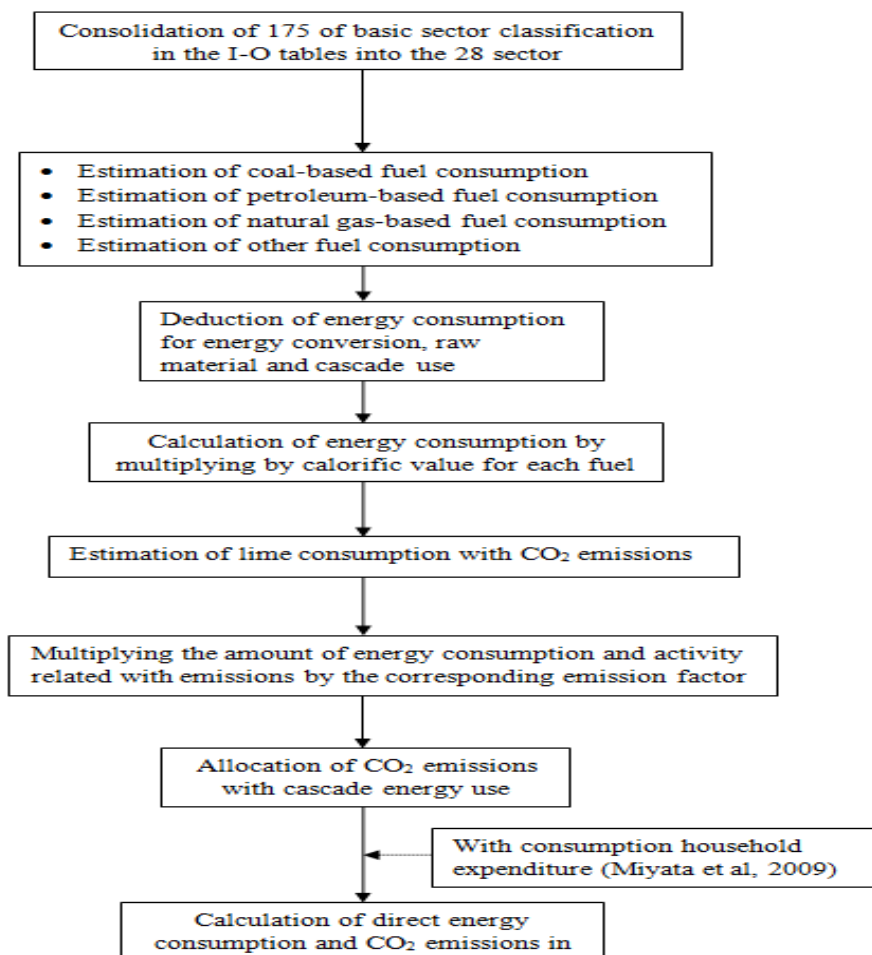 Consolidation of 175 of basic sector classification
in the I-O tables into the 28 sector
• Estimation of coal-based fuel consumption
• Estimation of petroleum-based fuel consumption
• Estimation of natural gas-based fuel consumption
• Estimation of other fuel consumption
Deduction of energy consumption
for energy conversion, raw
material and cascade use
Calculation of energy consumption by
multiplying by calorific value for each fuel
Estimation of lime consumption with CO₂ emissions
Multiplying the amount of energy consumption and activity
related with emissions by the corresponding emission factor
Allocation of CO₂ emissions
with cascade energy use
With consumption household
expenditure (Miyata et al, 2009)
Calculation of direct energy
consumption and CO₂ emissions in